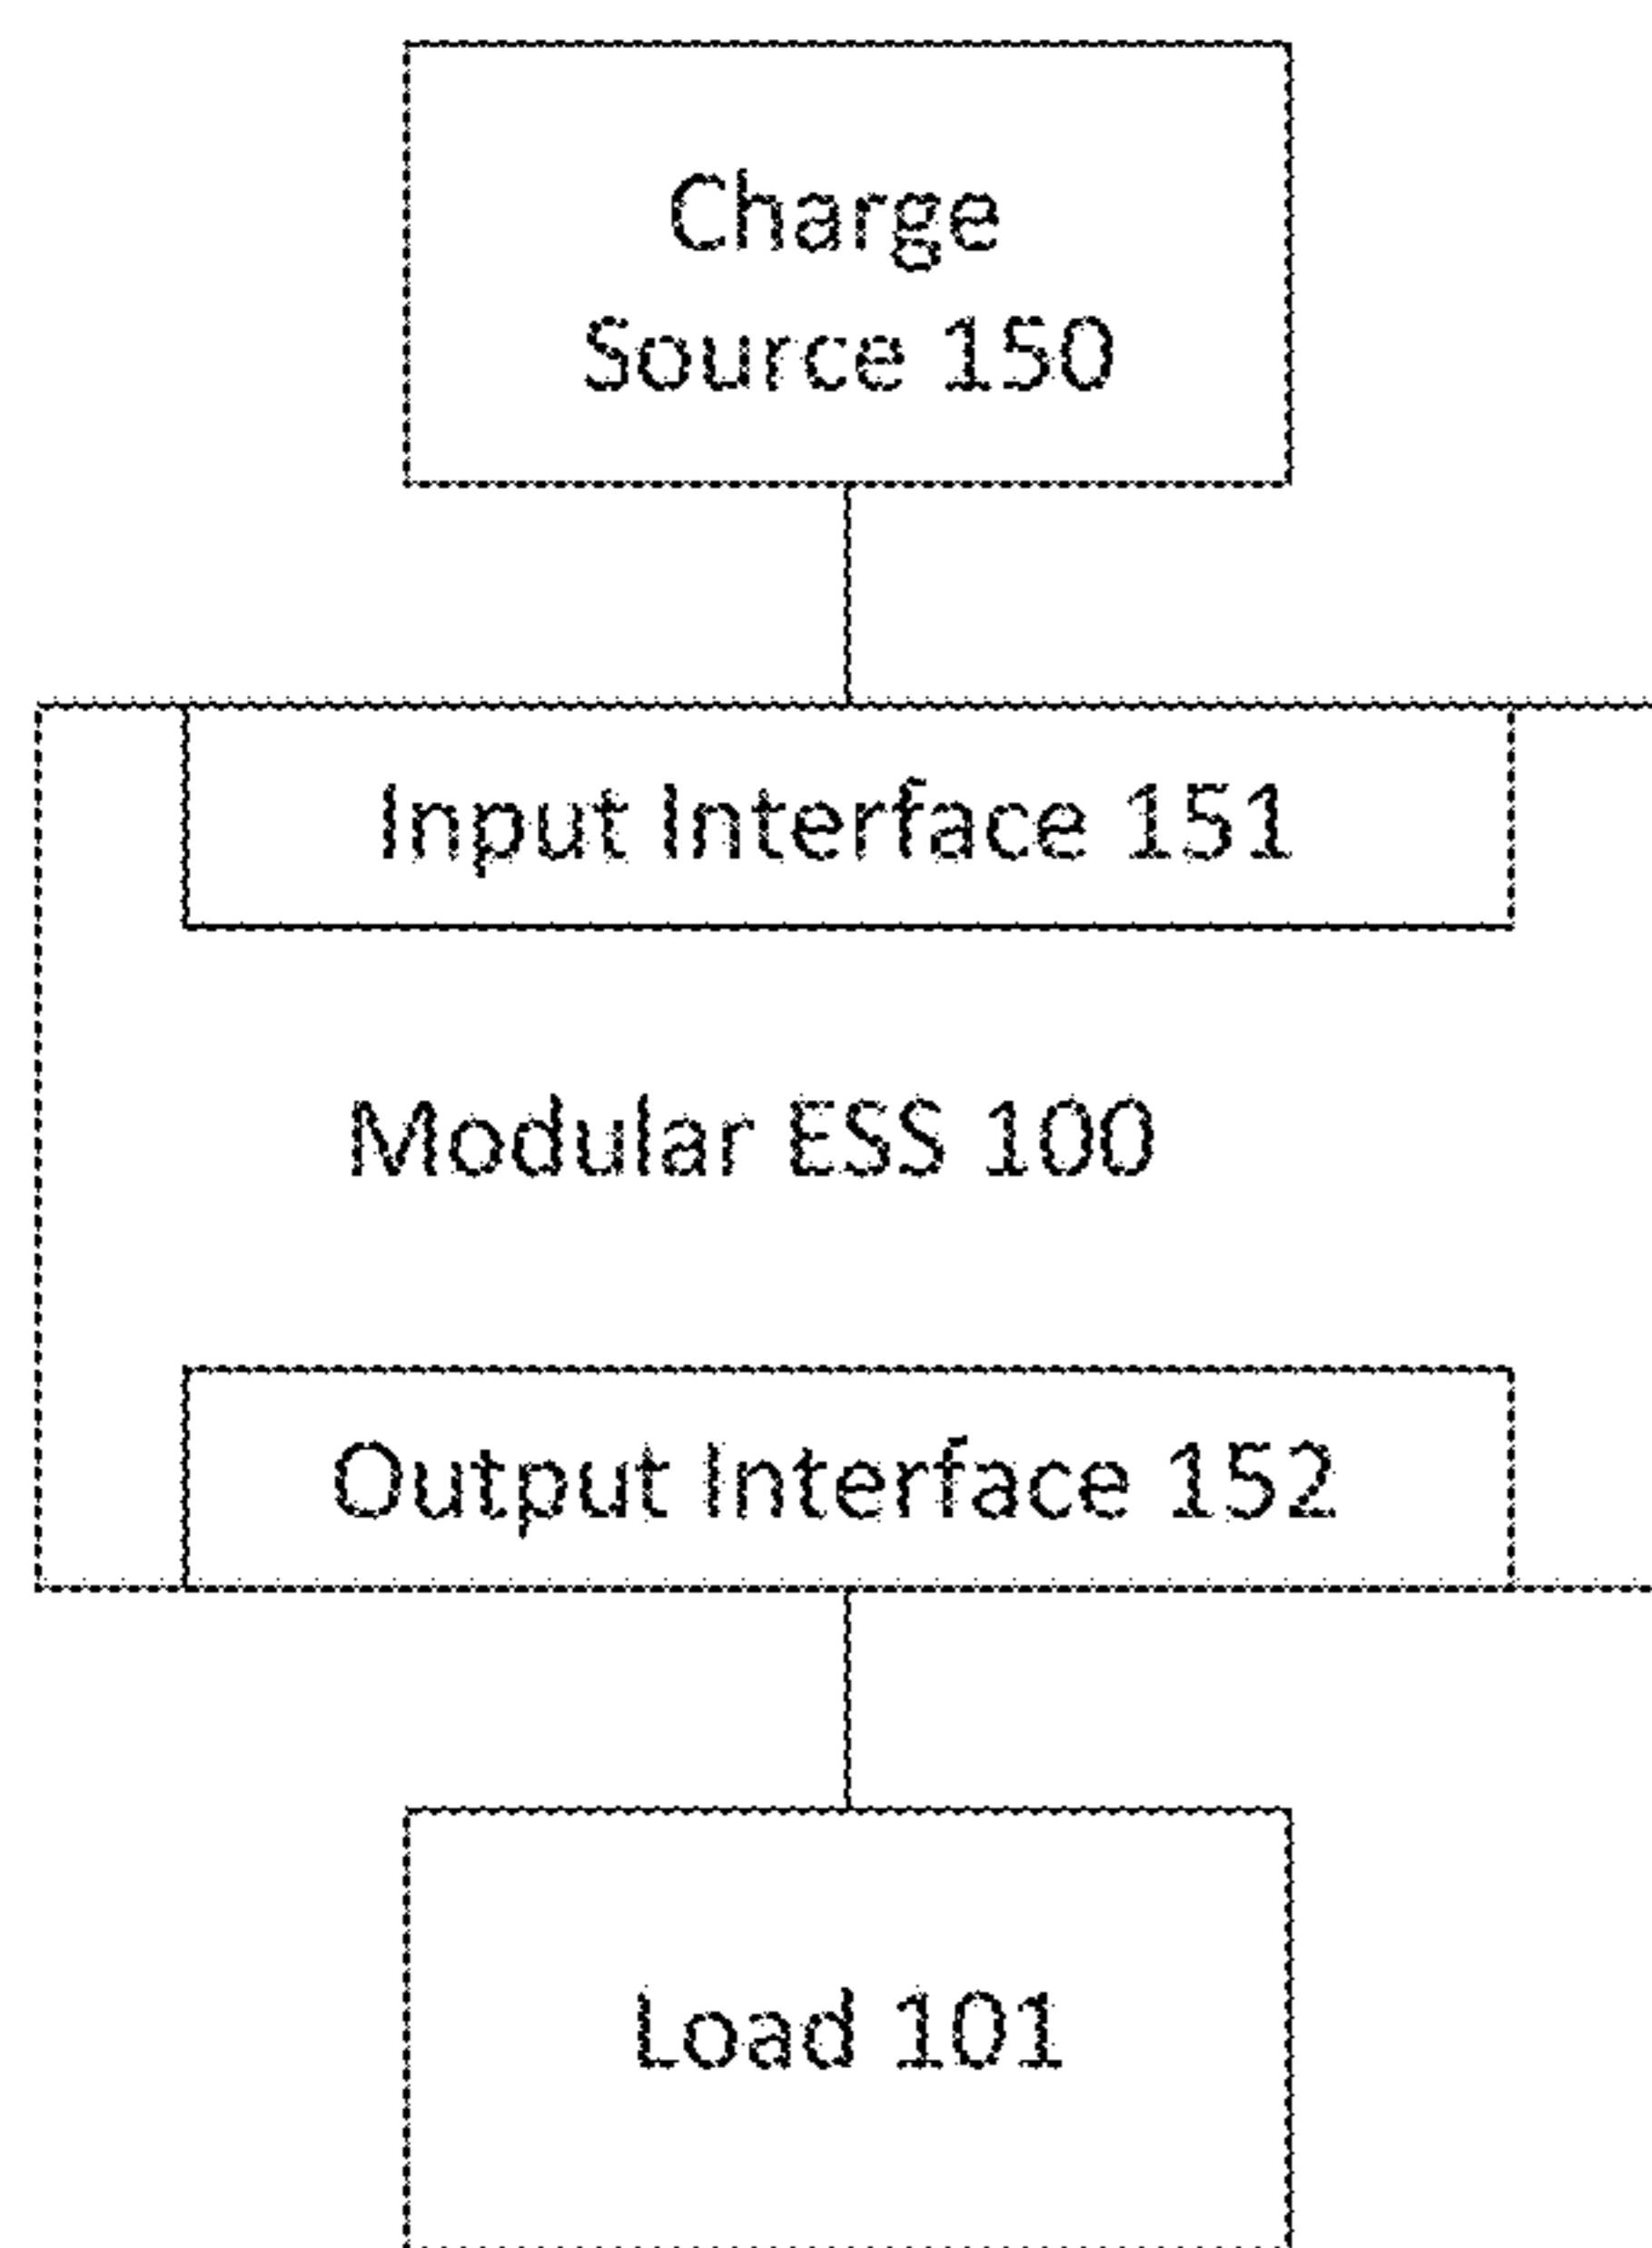 Charge
Source 150
Input Interface 151
Modular ESS 100
Output Interface 152
Load 101